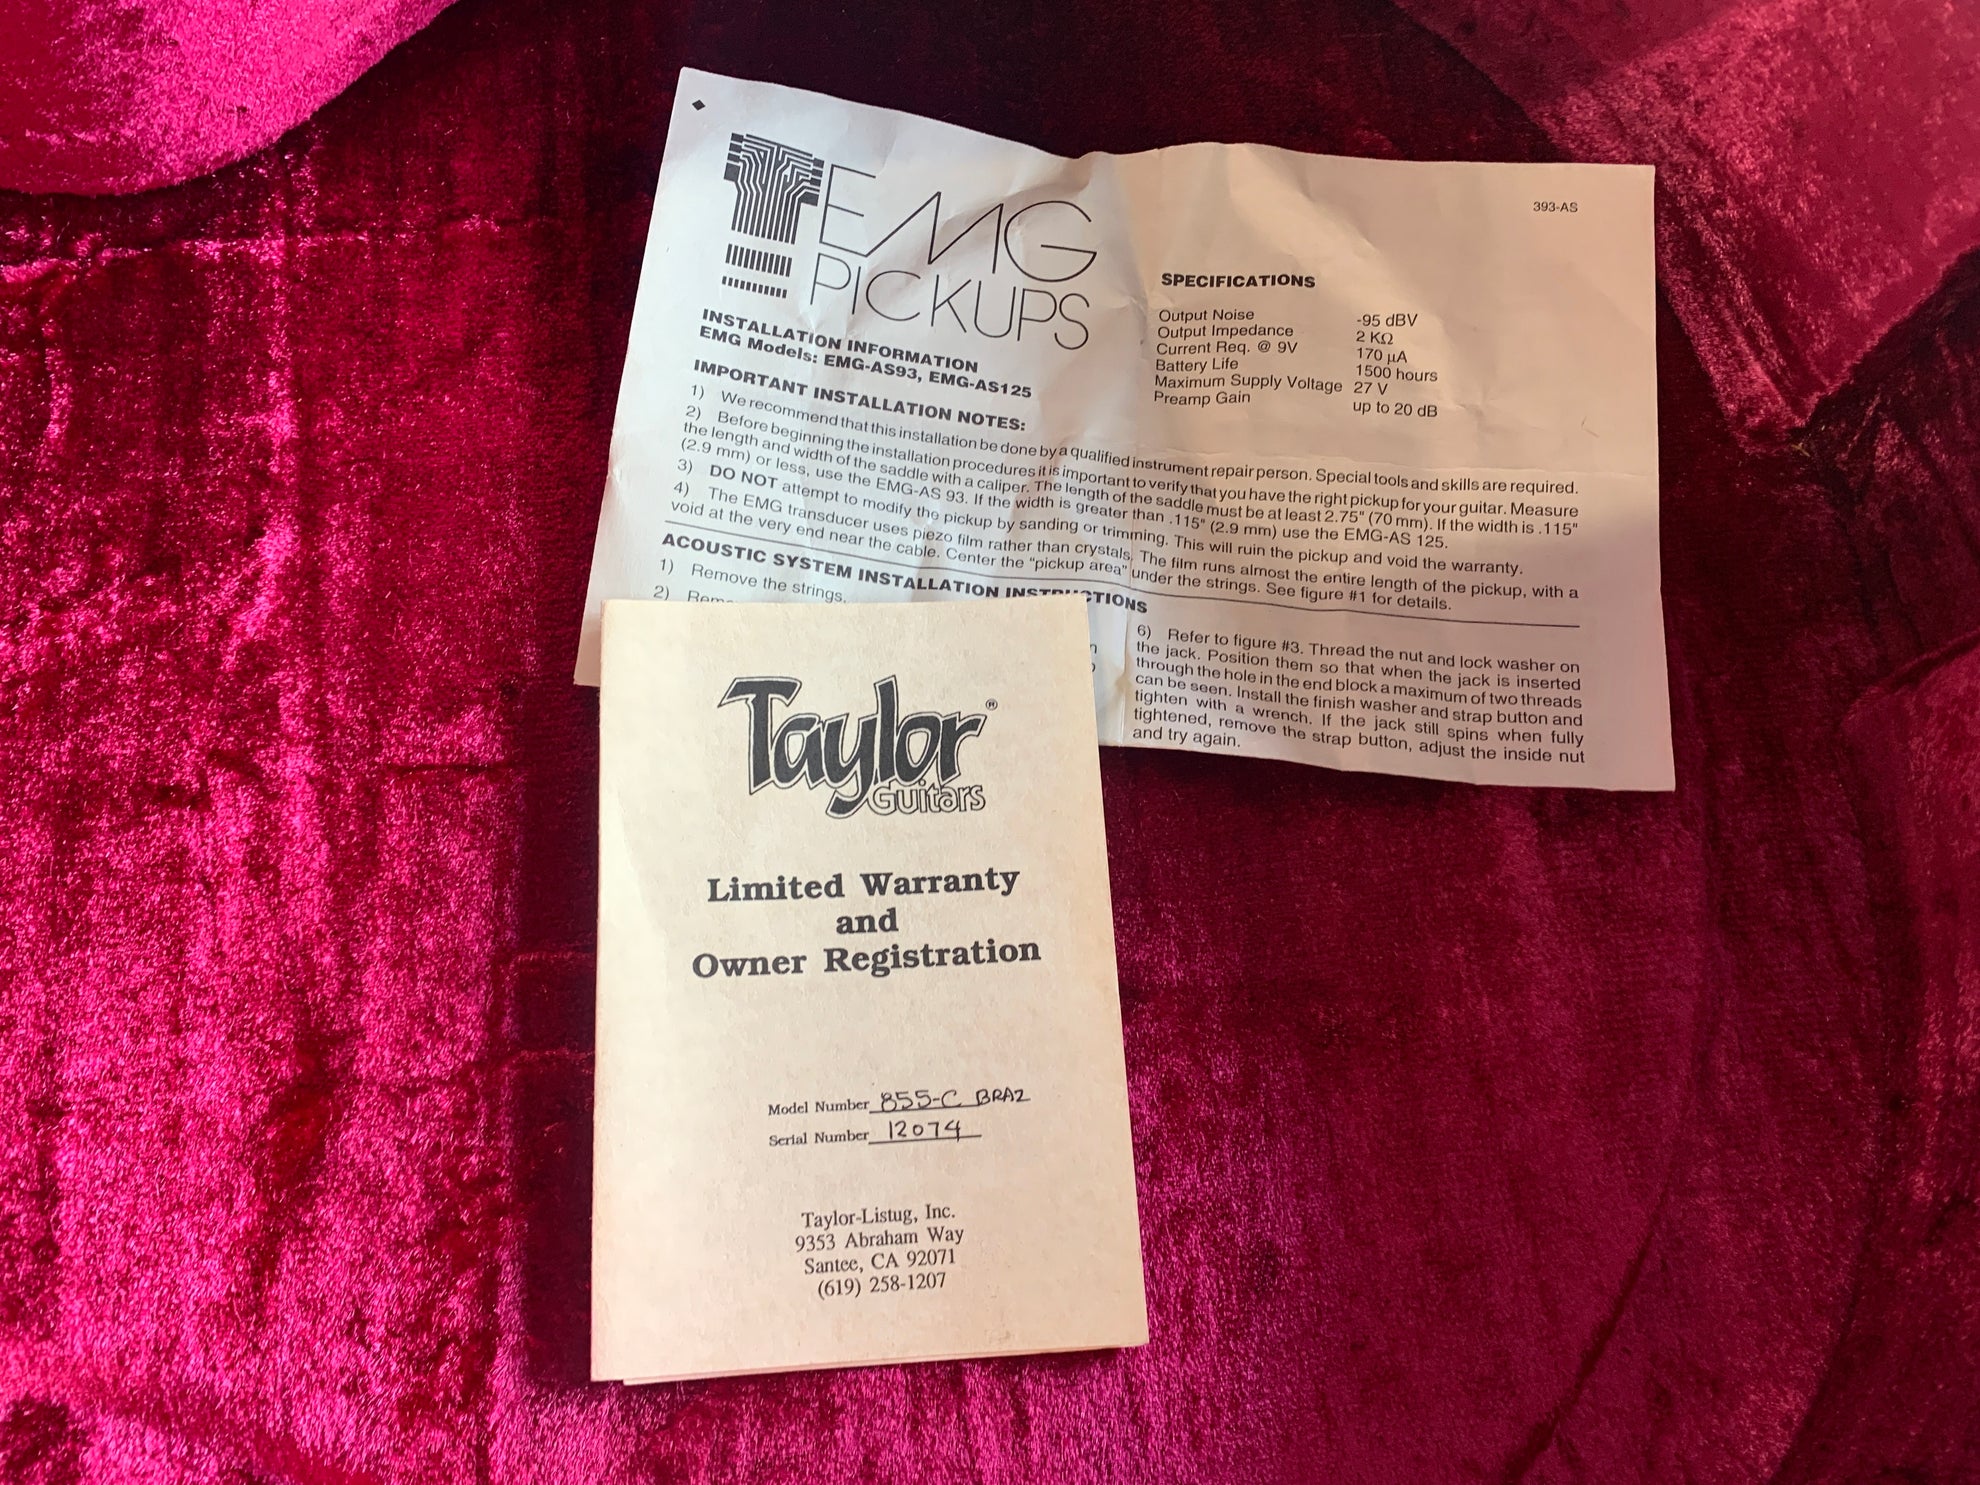 EMG
PICKUPS
393-AS
INSTALLATION INFORMATION
EMG Models: EMG-AS93, EMG-AS125
SPECIFICATIONS
Output Noise -95 dBV
Output Impedance 2 KΩ
Current Req. @ 9V 170 µA
Battery Life 1500 hours
Maximum Supply Voltage 27 V
Preamp Gain up to 20 dB
IMPORTANT INSTALLATION NOTES:
1) We recommend that this installation be done by a qualified instrument repair person. Special tools and skills are required.
2) Before beginning the installation procedures it is important to verify that you have the right pickup for your guitar. Measure
the length and width of the saddle with a caliper. The length of the saddle must be at least 2.75" (70 mm). If the width is .115"
(2.9 mm) or less, use the EMG-AS 93. If the width is greater than .115" (2.9 mm) use the EMG-AS 125.
3) DO NOT attempt to modify the pickup by sanding or trimming. This will ruin the pickup and void the warranty.
4) The EMG transducer uses piezo film rather than crystals. The film runs almost the entire length of the pickup, with a
void at the very end near the cable. Center the "pickup area" under the strings. See figure #1 for details.
ACOUSTIC SYSTEM INSTALLATION INSTRUCTIONS
1) Remove the strings.
2)
6) Refer to figure #3. Thread the nut and lock washer on
the jack. Position them so that when the jack is inserted
through the hole in the end block a maximum of two threads
can be seen. Install the finish washer and strap button and
tighten with a wrench. If the jack still spins when fully
tightened, remove the strap button, adjust the inside nut
and try again.
Taylor®
Guitars
Limited Warranty
and
Owner Registration
Model Number 855-C BRAZ
Serial Number 12074
Taylor-Listug, Inc.
9353 Abraham Way
Santee, CA 92071
(619) 258-1207